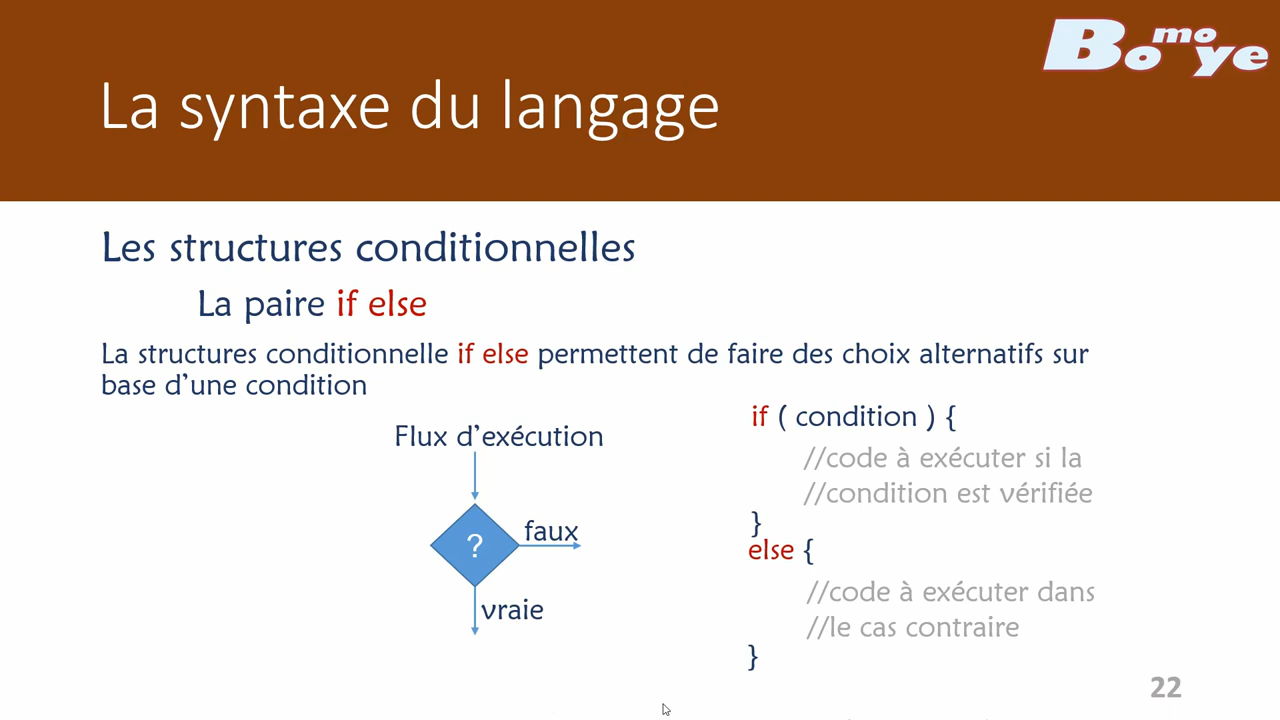 Bomoye
La syntaxe du langage
Les structures conditionnelles
La paire if else
La structures conditionnelle if else permettent de faire des choix alternatifs sur
base d’une condition
Flux d’exécution
?
faux
vraie
if ( condition ) {
//code à exécuter si la
//condition est vérifiée
}
else {
//code à exécuter dans
//le cas contraire
}
22